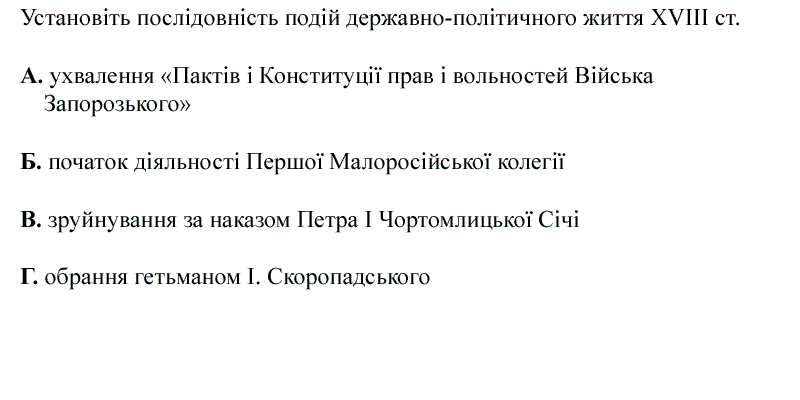 Установіть послідовність подій державно-політичного життя XVIII ст.
А. ухвалення «Пактів і Конституції прав і вольностей Війська
Запорозького»
Б. початок діяльності Першої Малоросійської колегії
В. зруйнування за наказом Петра І Чортомлицької Січі
Г. обрання гетьманом І. Скоропадського